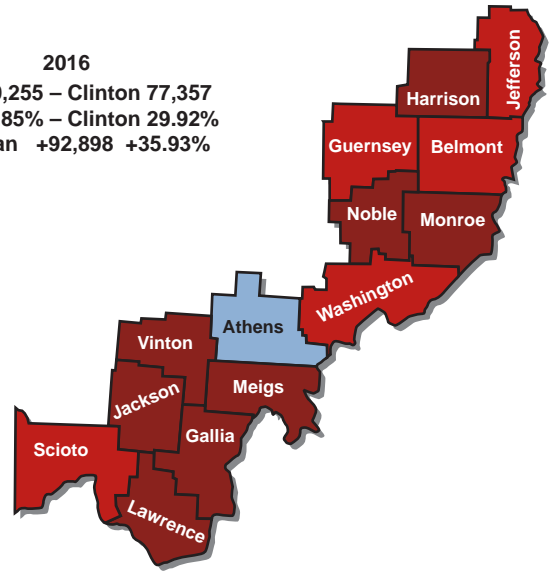 2016
,255 – Clinton 77,357
85% – Clinton 29.92%
an +92,898 +35.93%
Jefferson
Harrison
Guernsey
Belmont
Noble
Monroe
Washington
Athens
Vinton
Meigs
Jackson
Gallia
Scioto
Lawrence